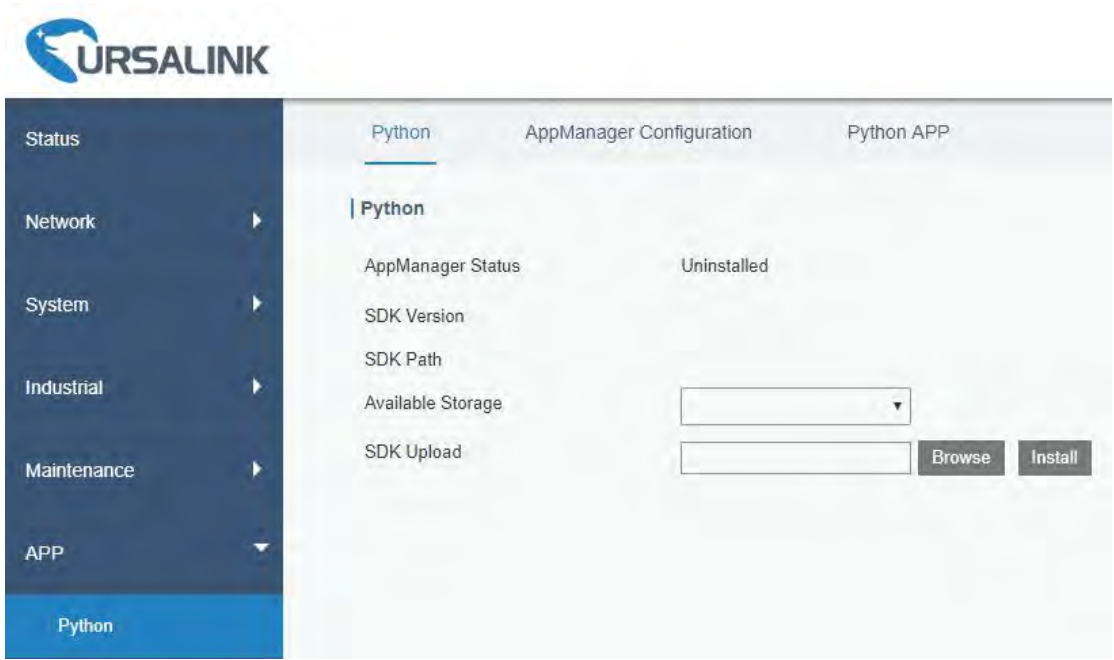 URSALINK
Status
Network
System
Industrial
Maintenance
APP
Python
Python AppManager Configuration Python APP
Python
AppManager Status Uninstalled
SDK Version
SDK Path
Available Storage
SDK Upload Browse Install